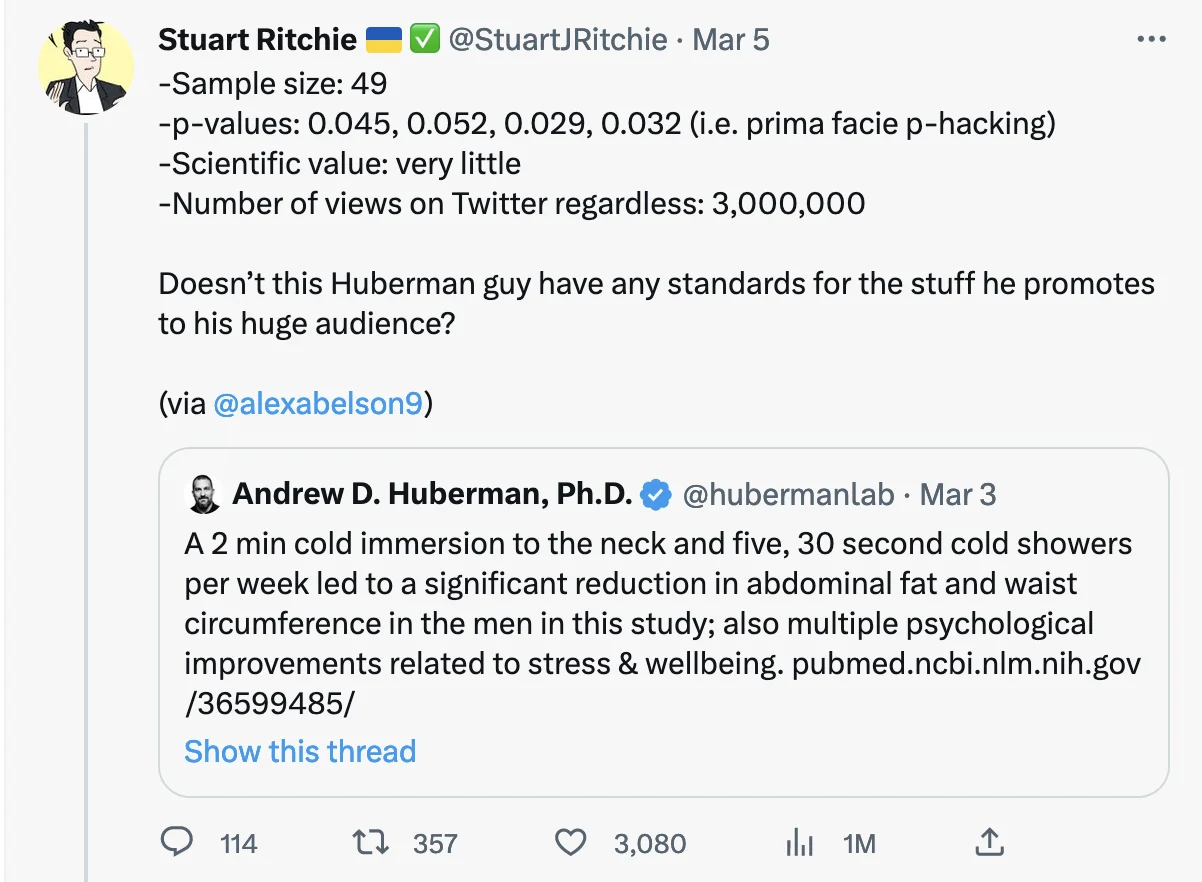 Stuart Ritchie 🇺🇦 ✅ @StuartJRitchie · Mar 5
-Sample size: 49
-p-values: 0.045, 0.052, 0.029, 0.032 (i.e. prima facie p-hacking)
-Scientific value: very little
-Number of views on Twitter regardless: 3,000,000
Doesn’t this Huberman guy have any standards for the stuff he promotes
to his huge audience?
(via @alexabelson9)
Andrew D. Huberman, Ph.D. @hubermanlab · Mar 3
A 2 min cold immersion to the neck and five, 30 second cold showers
per week led to a significant reduction in abdominal fat and waist
circumference in the men in this study; also multiple psychological
improvements related to stress & wellbeing. pubmed.ncbi.nlm.nih.gov
/36599485/
Show this thread
114 357 3,080 1M